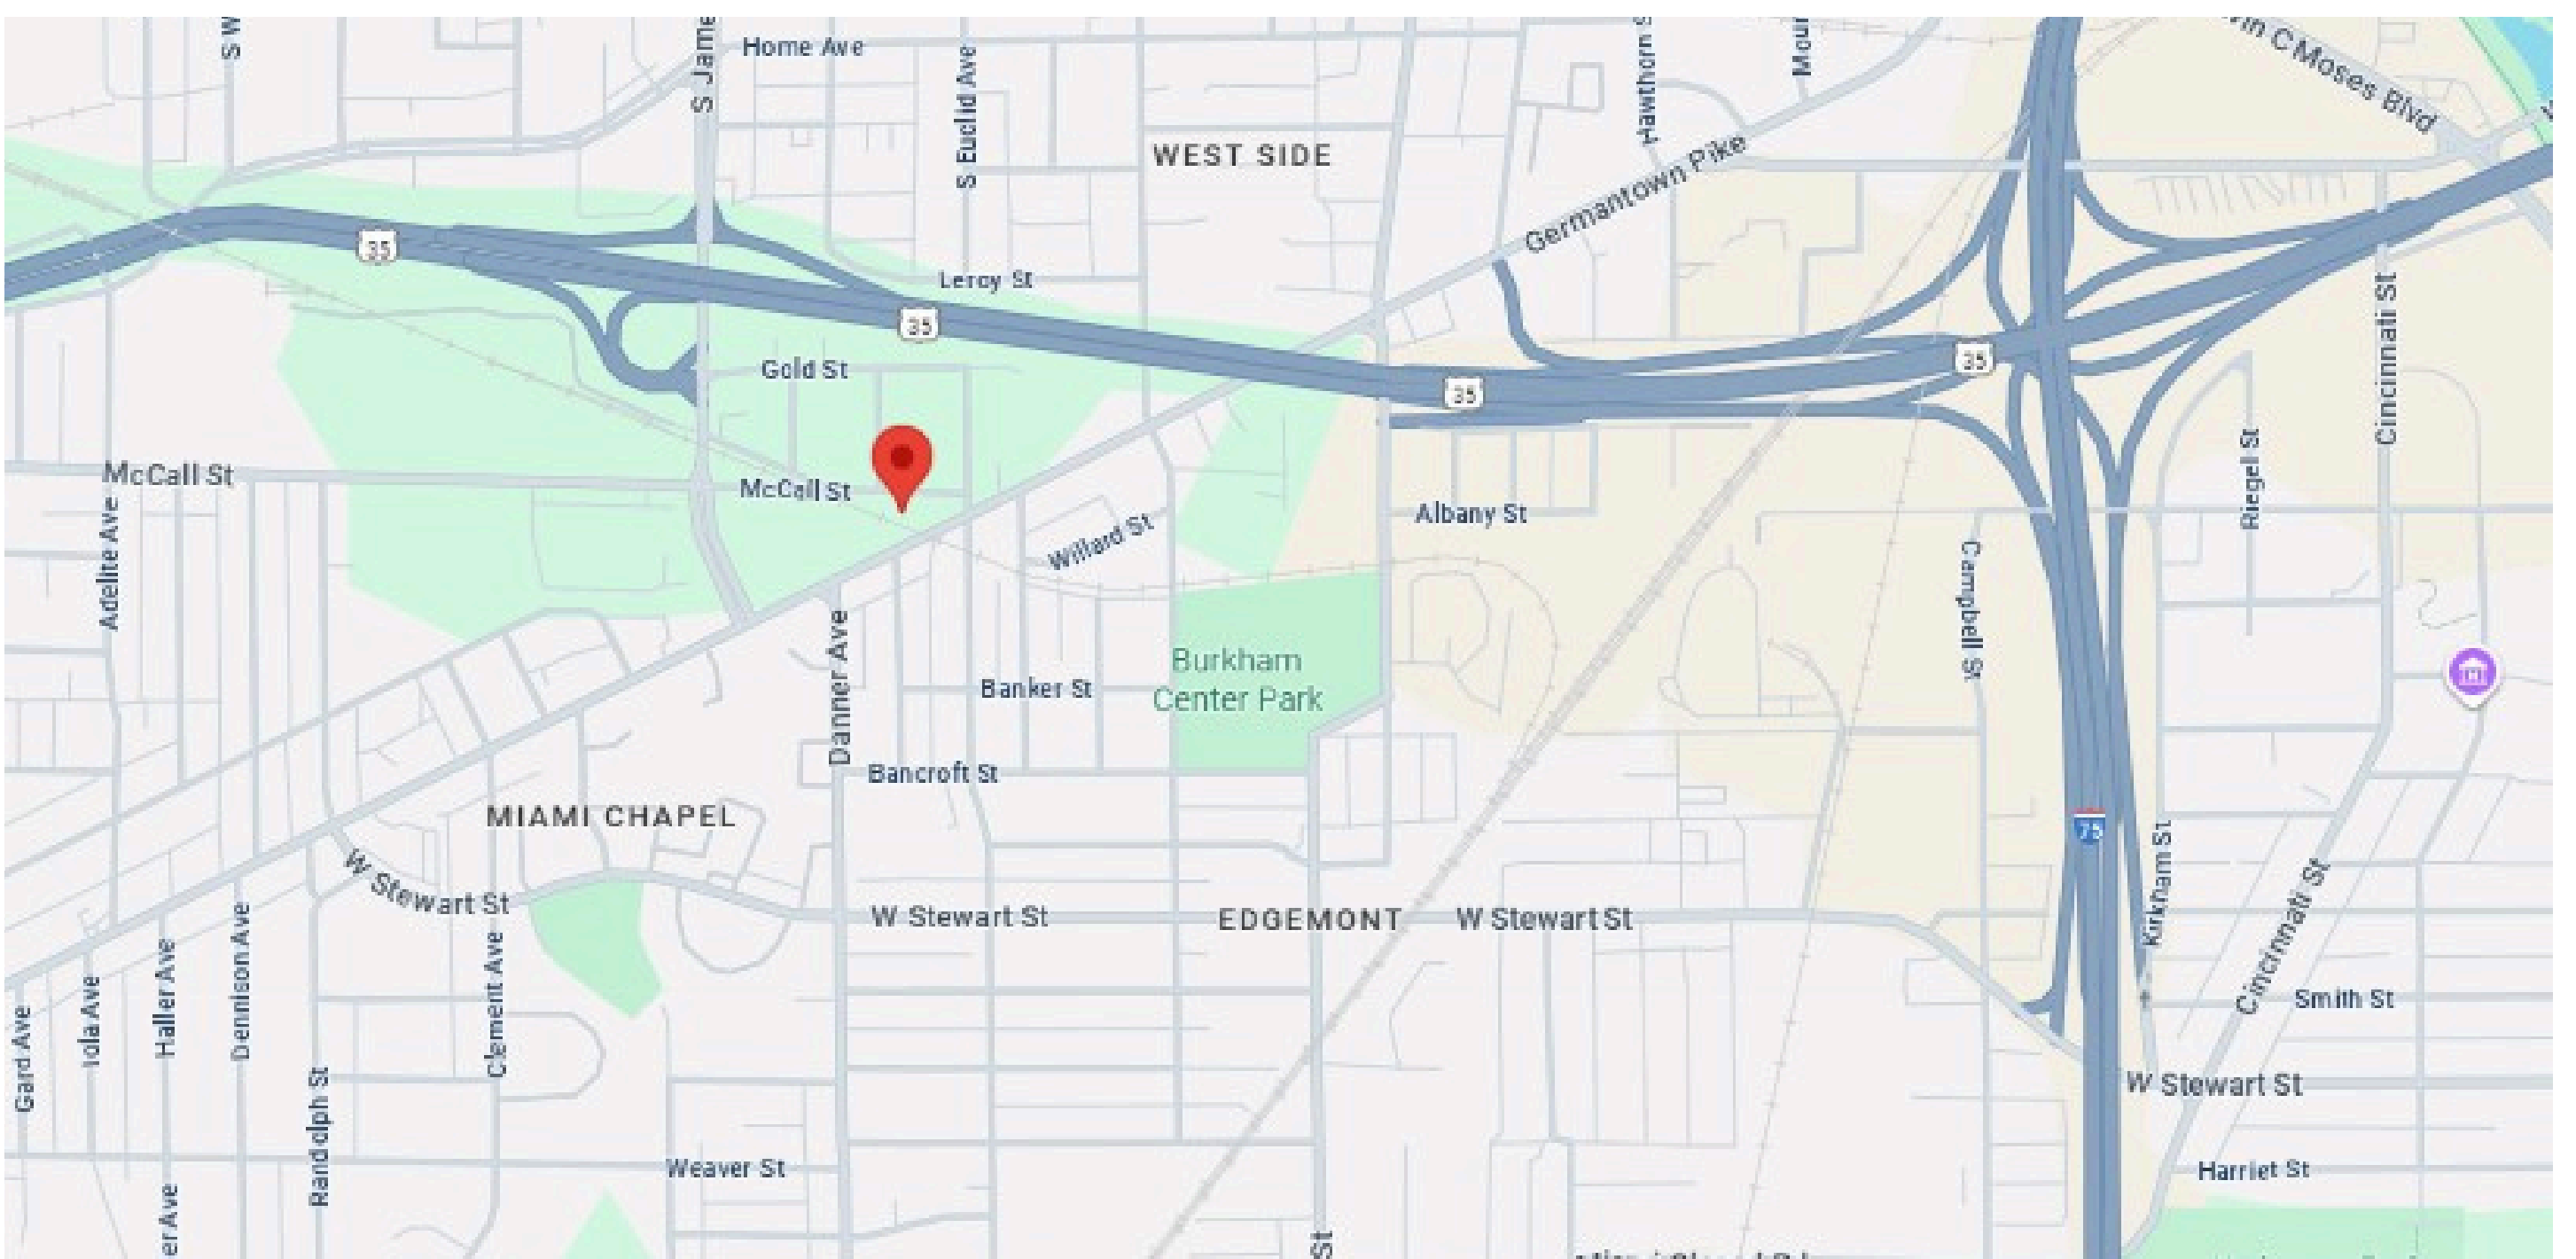 S W
S Jame
Home Ave
S Euclid Ave
WEST SIDE
Germantown Pike
35
Leroy St
35
Gold St
35
35
Cincinnati St
McCall St
McCall St
Willard St
Albany St
Riegel St
Adelite Ave
Campbell St
Danner Ave
Burkham
Center Park
Banker St
Bancroft St
MIAMI CHAPEL
75
Kirkham St
W Stewart St
W Stewart St
EDGEMONT
W Stewart St
Cincinnati St
Smith St
Gard Ave
Iola Ave
Haller Ave
Dennison Ave
Clement Ave
Randolph St
W Stewart St
Weaver St
Harriet St
er Ave
St
C Moses Blvd